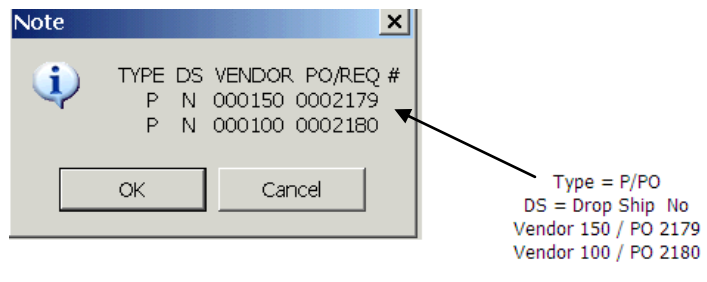 Note
TYPE DS VENDOR PO/REQ #
P N 000150 0002179
P N 000100 0002180
OK
Cancel
Type = P/PO
DS = Drop Ship No
Vendor 150 / PO 2179
Vendor 100 / PO 2180